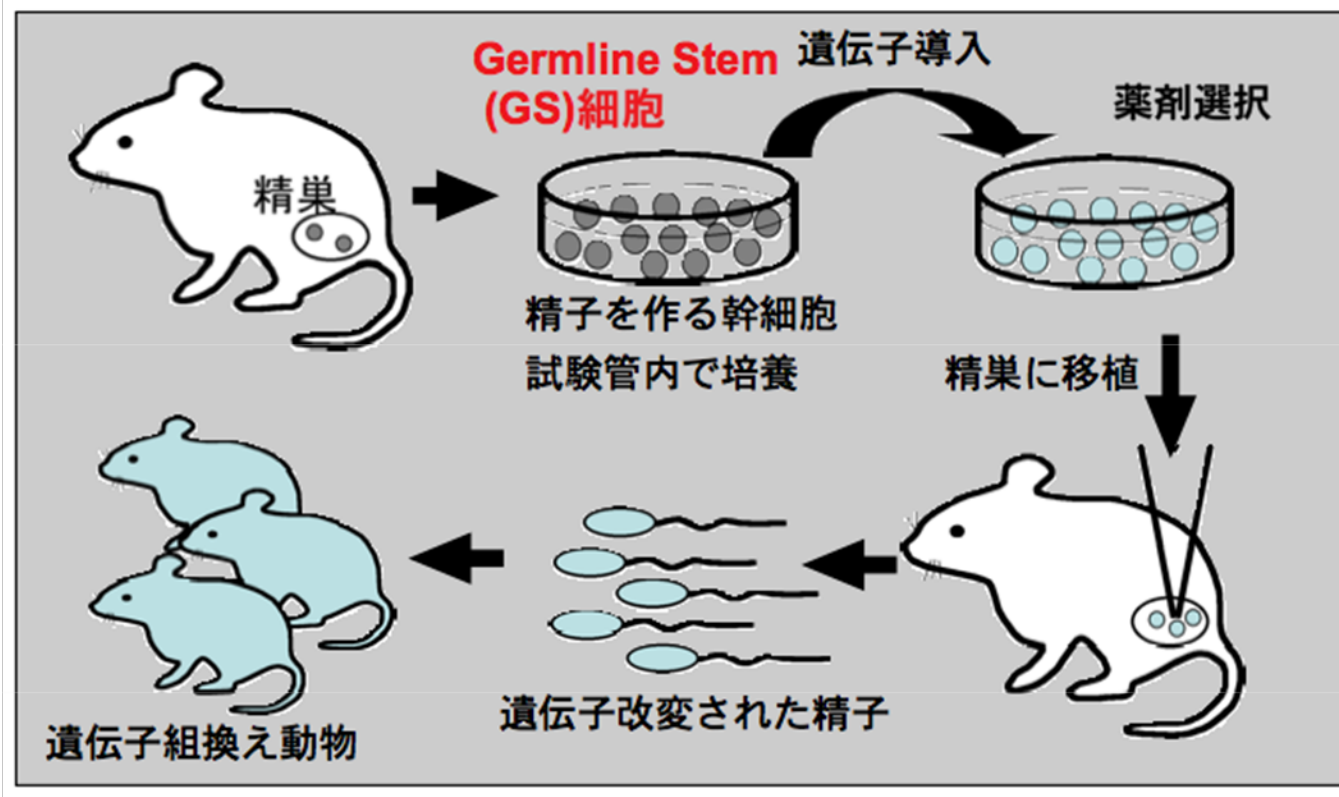 Germline Stem
(GS)細胞
遺伝子導入
薬剤選択
精巣
精子を作る幹細胞
試験管内で培養
精巣に移植
遺伝子改変された精子
遺伝子組換え動物